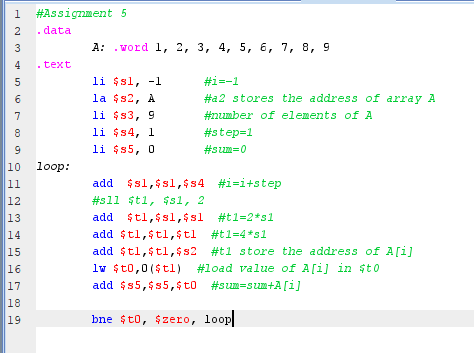 1 #Assignment 5
2 .data
3 A: .word 1, 2, 3, 4, 5, 6, 7, 8, 9
4 .text
5 li $s1, -1 #i=-1
6 la $s2, A #a2 stores the address of array A
7 li $s3, 9 #number of elements of A
8 li $s4, 1 #step=1
9 li $s5, 0 #sum=0
10 loop:
11 add $s1,$s1,$s4 #i=i+step
12 #sll $t1, $s1, 2
13 add $t1,$s1,$s1 #t1=2*s1
14 add $t1,$t1,$t1 #t1=4*s1
15 add $t1,$t1,$s2 #t1 store the address of A[i]
16 lw $t0,0($t1) #load value of A[i] in $t0
17 add $s5,$s5,$t0 #sum=sum+A[i]
18
19 bne $t0, $zero, loop